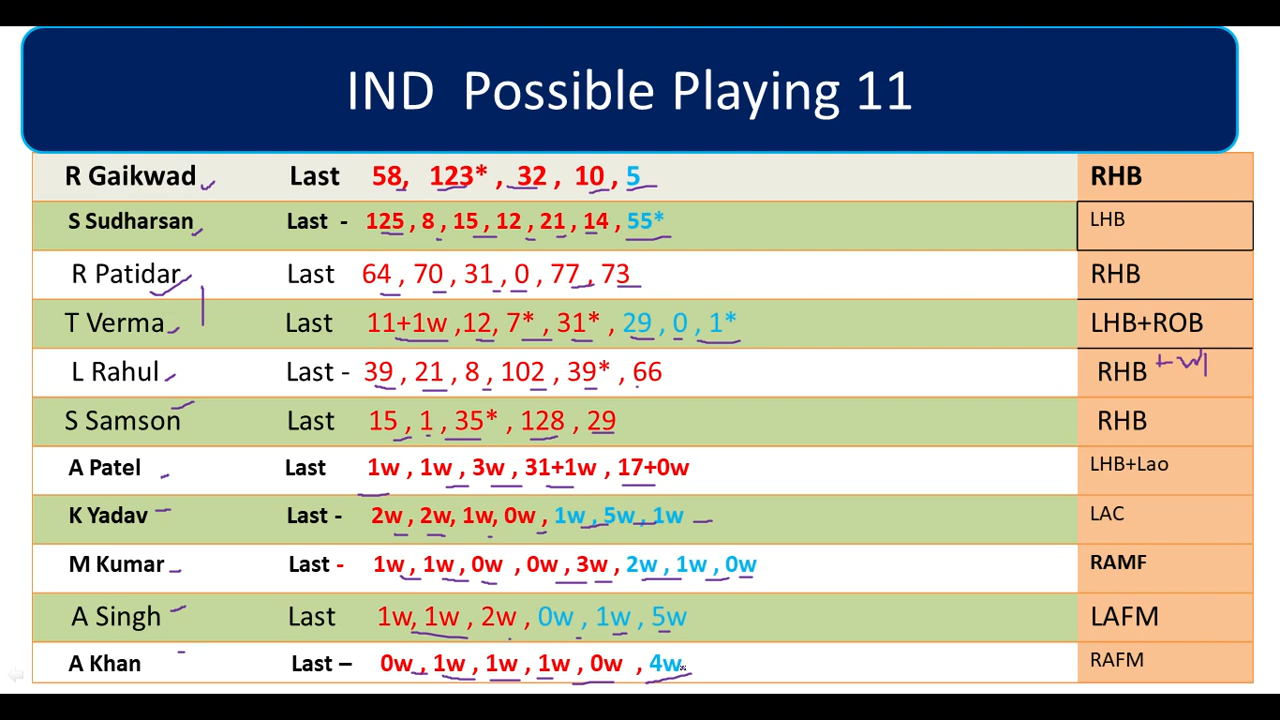 IND Possible Playing 11
R Gaikwad Last 58, 123* , 32 , 10 , 5 RHB
S Sudharsan Last - 125 , 8 , 15 , 12 , 21 , 14 , 55* LHB
R Patidar Last 64 , 70 , 31 , 0 , 77 , 73 RHB
T Verma Last 11+1w ,12, 7* , 31* , 29 , 0 , 1* LHB+ROB
L Rahul Last - 39 , 21 , 8 , 102 , 39* , 66 RHB +W
S Samson Last 15 , 1 , 35* , 128 , 29 RHB
A Patel Last 1w , 1w , 3w , 31+1w , 17+0w LHB+Lao
K Yadav Last - 2w , 2w, 1w, 0w , 1w , 5w , 1w LAC
M Kumar Last - 1w , 1w , 0w , 0w , 3w , 2w , 1w , 0w RAMF
A Singh Last 1w, 1w , 2w , 0w , 1w , 5w LAFM
A Khan Last – 0w , 1w , 1w , 1w , 0w , 4w RAFM